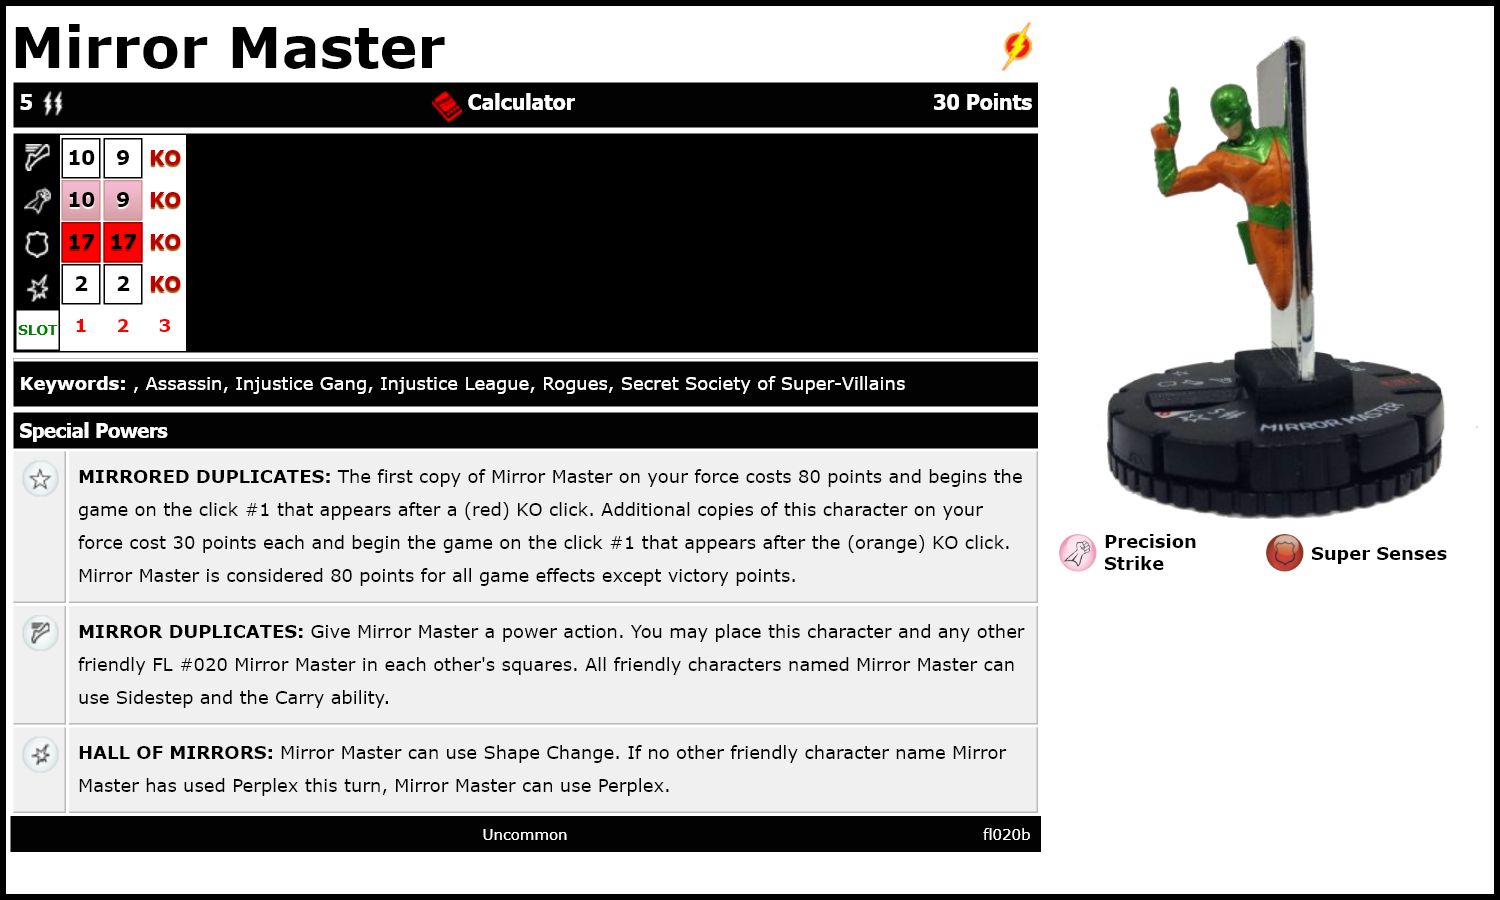 Mirror Master
5 Calculator 30 Points
10 9 KO
10 9 KO
17 17 KO
2 2 KO
SLOT 1 2 3
Keywords: , Assassin, Injustice Gang, Injustice League, Rogues, Secret Society of Super-Villains
Special Powers
MIRRORED DUPLICATES: The first copy of Mirror Master on your force costs 80 points and begins the
game on the click #1 that appears after a (red) KO click. Additional copies of this character on your
force cost 30 points each and begin the game on the click #1 that appears after the (orange) KO click.
Mirror Master is considered 80 points for all game effects except victory points.
MIRROR DUPLICATES: Give Mirror Master a power action. You may place this character and any other
friendly FL #020 Mirror Master in each other's squares. All friendly characters named Mirror Master can
use Sidestep and the Carry ability.
HALL OF MIRRORS: Mirror Master can use Shape Change. If no other friendly character name Mirror
Master has used Perplex this turn, Mirror Master can use Perplex.
Uncommon fl020b
MIRROR MASTER
Precision
Strike
Super Senses